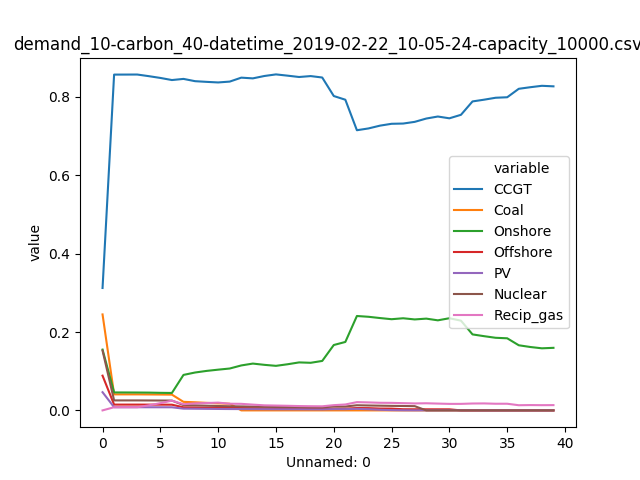 demand_10-carbon_40-datetime_2019-02-22_10-05-24-capacity_10000.csv
value
0.8
0.6
0.4
0.2
0.0
variable
CCGT
Coal
Onshore
Offshore
PV
Nuclear
Recip_gas
0 5 10 15 20 25 30 35 40
Unnamed: 0